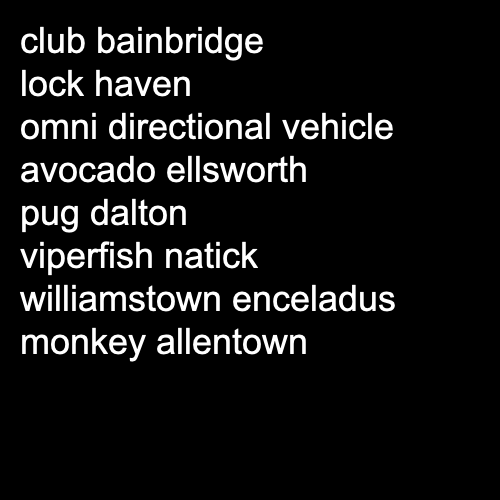 club bainbridge
lock haven
omni directional vehicle
avocado ellsworth
pug dalton
viperfish natick
williamstown enceladus
monkey allentown